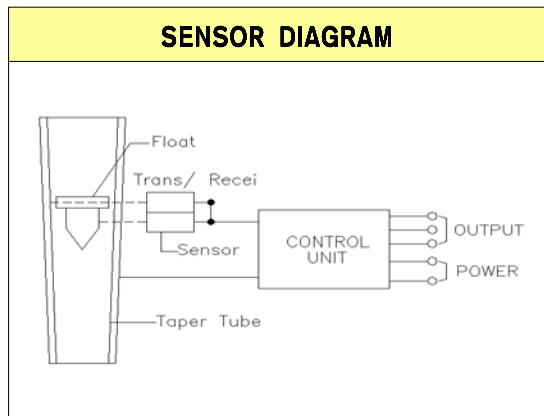 SENSOR DIAGRAM
Float
Trans/ Recei
Sensor
CONTROL
UNIT
OUTPUT
POWER
Taper Tube